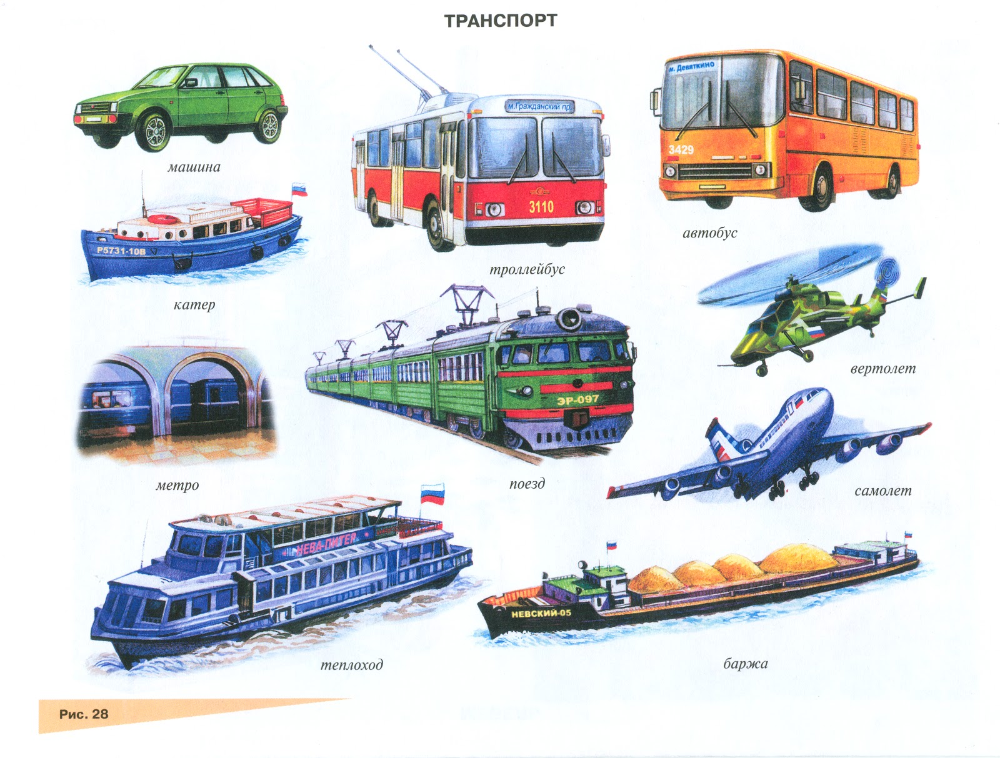 ТРАНСПОРТ
машина
м.Гражданский пр.
3110
троллейбус
м. Девяткино
3429
автобус
Р5731-10В
катер
вертолет
метро
ЭР-097
поезд
самолет
НЕВА-ПИТЕR
теплоход
НЕВСКИЙ-05
баржа
Рис. 28